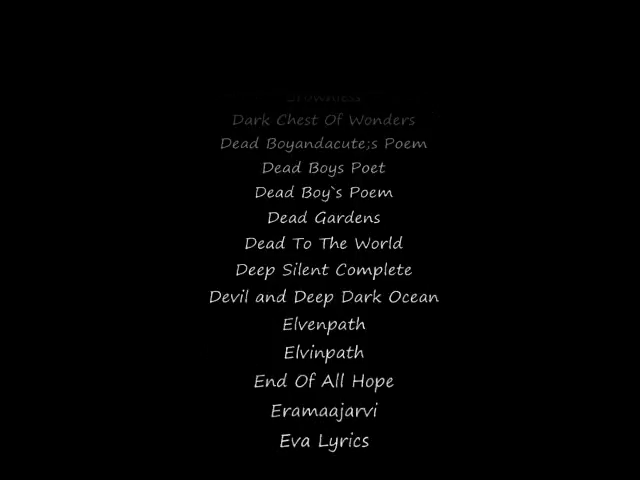 Crownless
Dark Chest Of Wonders
Dead Boyandacute;s Poem
Dead Boys Poet
Dead Boy`s Poem
Dead Gardens
Dead To The World
Deep Silent Complete
Devil and Deep Dark Ocean
Elvenpath
Elvinpath
End Of All Hope
Eramaajarvi
Eva Lyrics